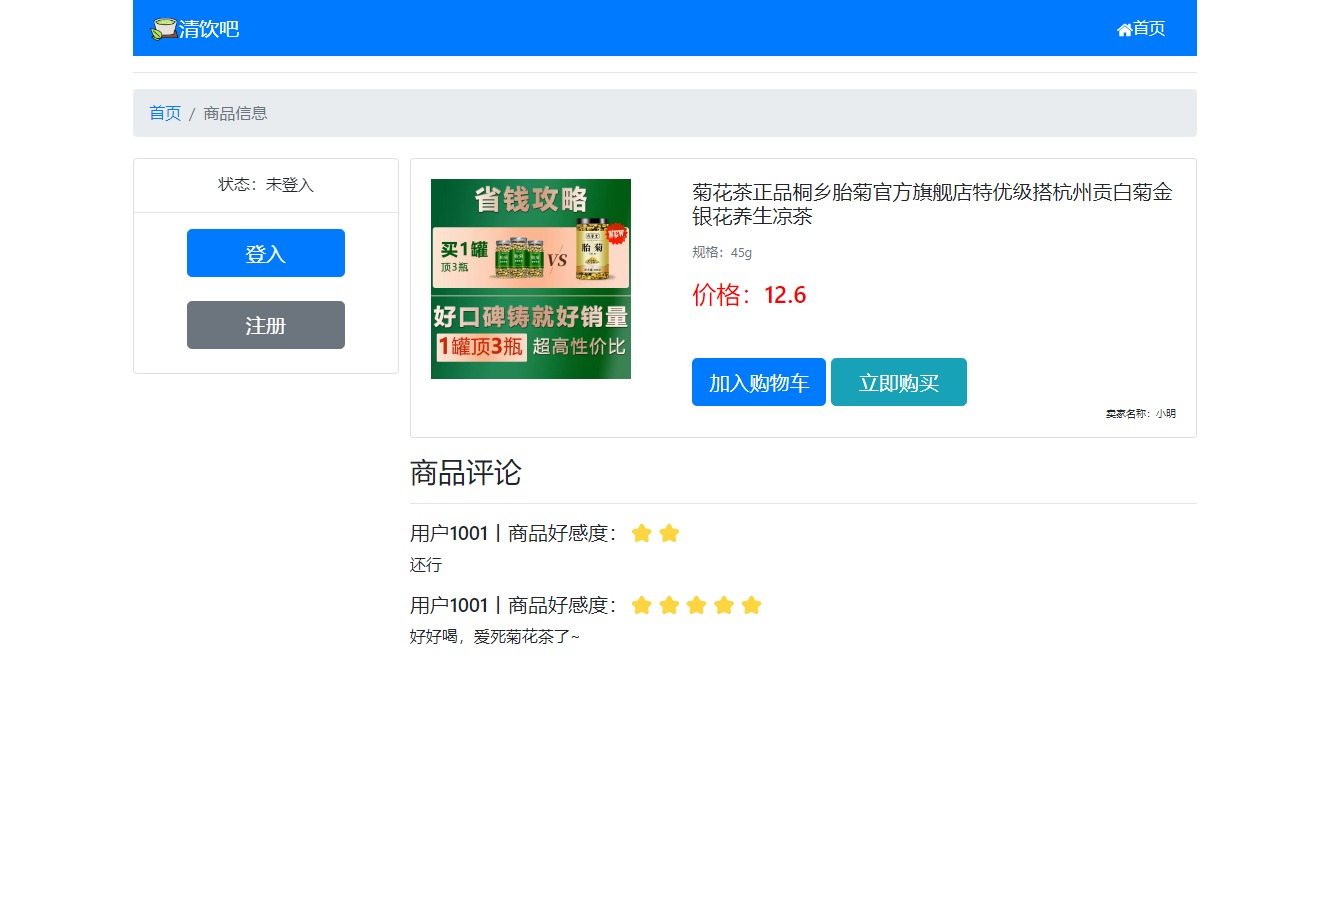 清饮吧
首页
首页 / 商品信息
状态：未登入
登入
注册
省钱攻略
买1罐
顶3瓶
VS
胎菊
NEW
好口碑铸就好销量
1罐顶3瓶 超高性价比
菊花茶正品桐乡胎菊官方旗舰店特优级搭杭州贡白菊金
银花养生凉茶
规格：45g
价格：12.6
加入购物车
立即购买
卖家名称：小明
商品评论
用户1001丨商品好感度：
还行
用户1001丨商品好感度：
好好喝，爱死菊花茶了~